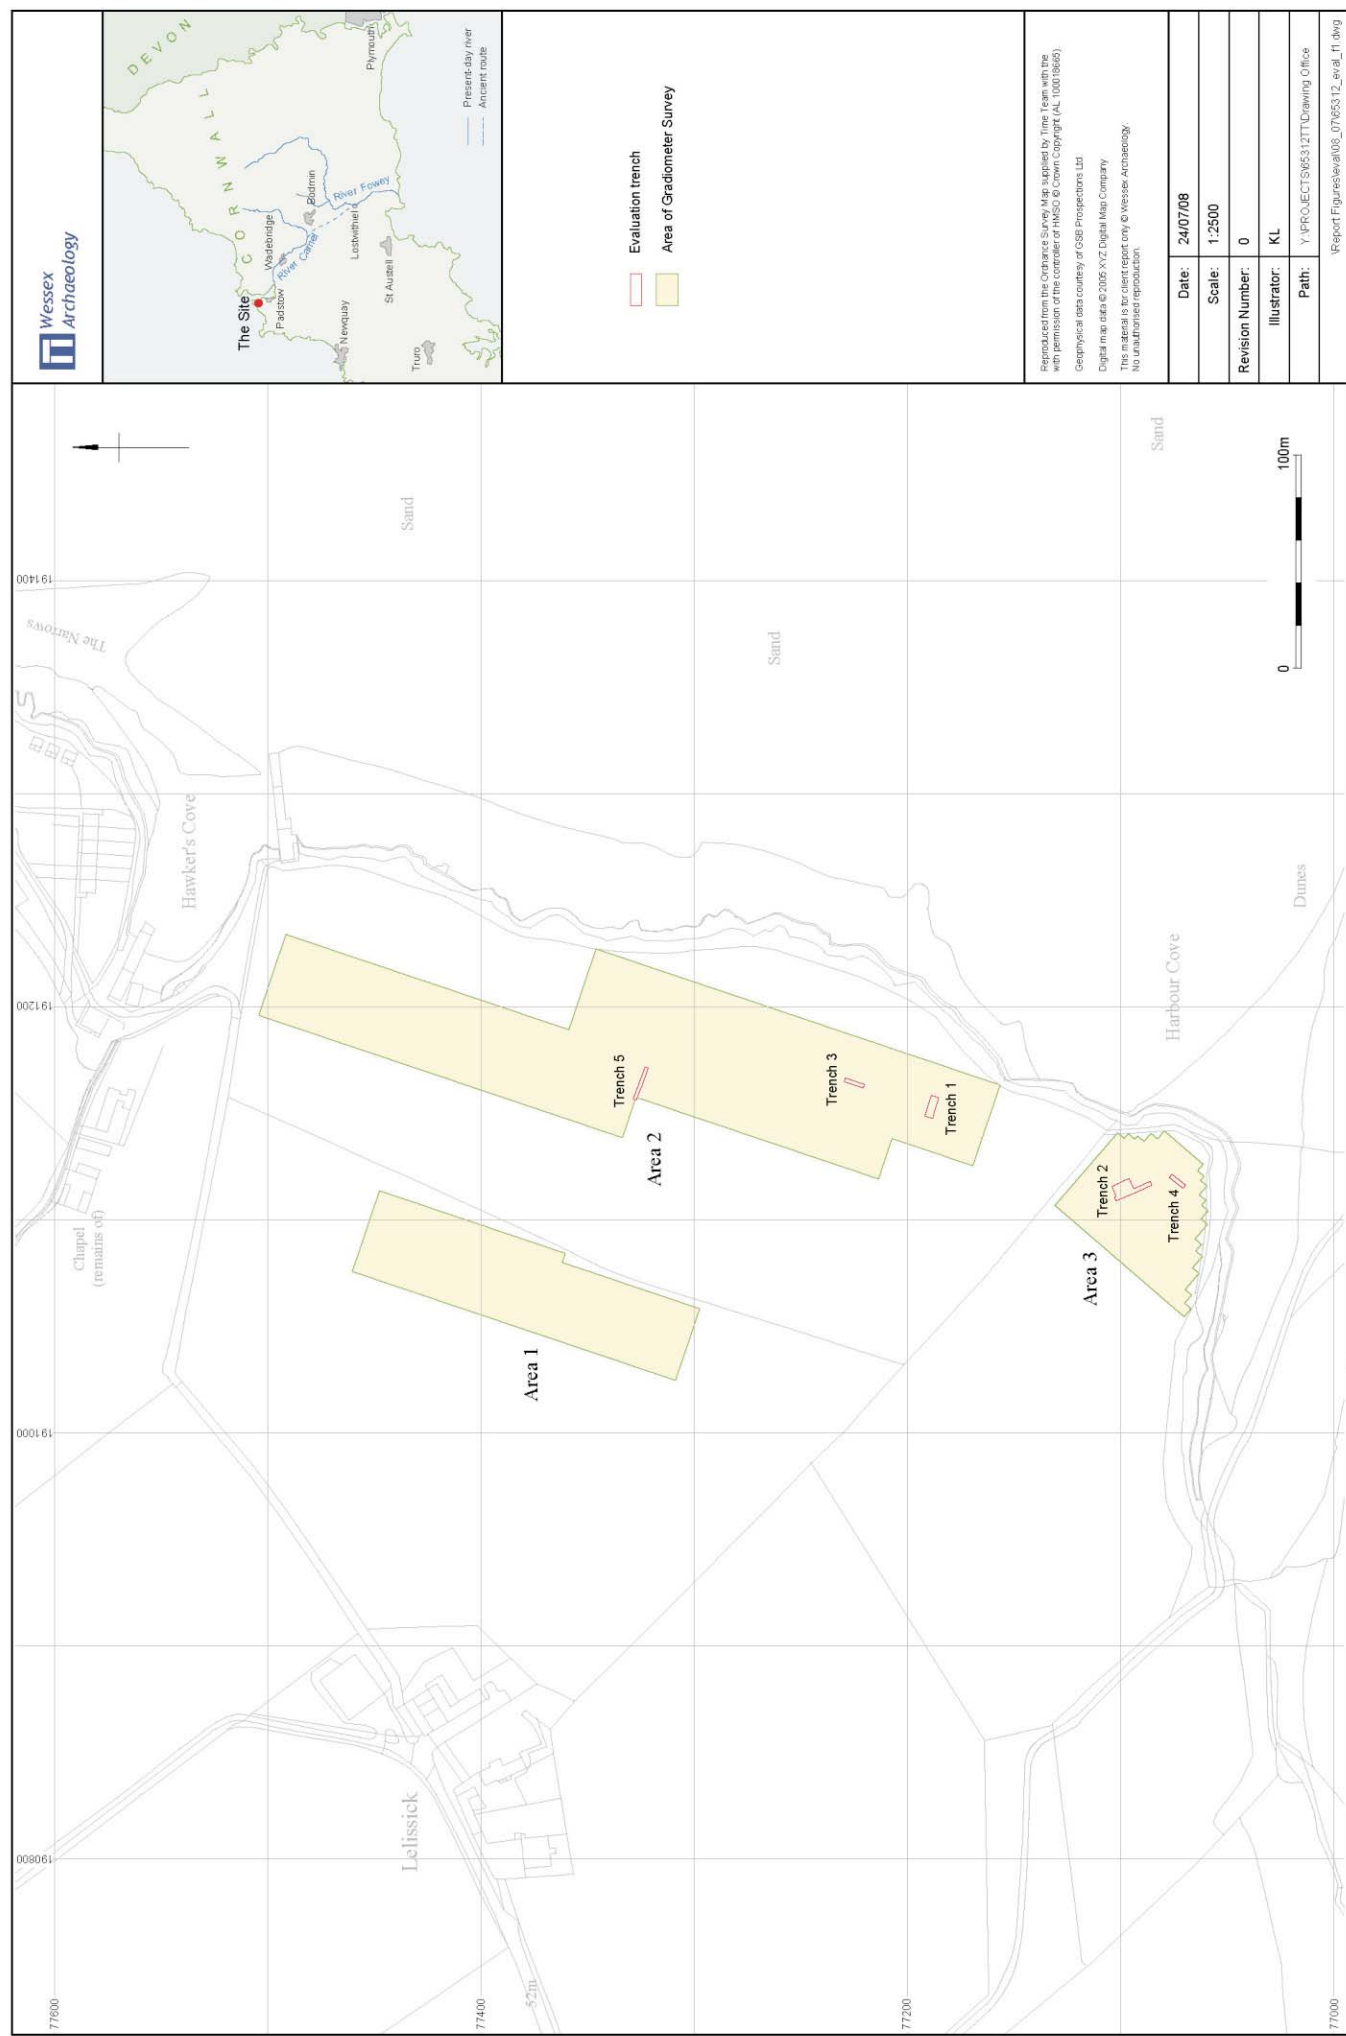 Wessex
Archaeology
DEVON
CORNWALL
The Site
Padstow
Wadebridge
River Camel
Bodmin
River Fowey
Lostwithiel
St Austell
Newquay
Truro
Plymouth
Present-day river
Ancient route
Evaluation trench
Area of Gradiometer Survey
Reproduced from the Ordnance Survey Map supplied by Time Team with the
with permission of the controller of HMSO © Crown Copyright (AL 100018665).
Geophysical data courtesy of GSB Prospections Ltd.
Digital map data © 2005 XYZ Digital Map Company
This material is for client report only © Wessex Archaeology.
No unauthorised reproduction.
Date: 24/07/08
Scale: 1:2500
Revision Number: 0
Illustrator: KL
Path: Y:\PROJECTS\65312TT\Drawing Office
\Report Figures\eval\08_07\65312_eval_f1.dwg
77600
77400
77200
77000
191400
191200
191000
190800
The Narrows
Hawker's Cove
Chapel
(remains of)
Sand
Sand
Sand
Area 1
Area 2
Area 3
Trench 5
Trench 3
Trench 1
Trench 2
Trench 4
Harbour Cove
Dunes
Lelissick
52m
0
100m